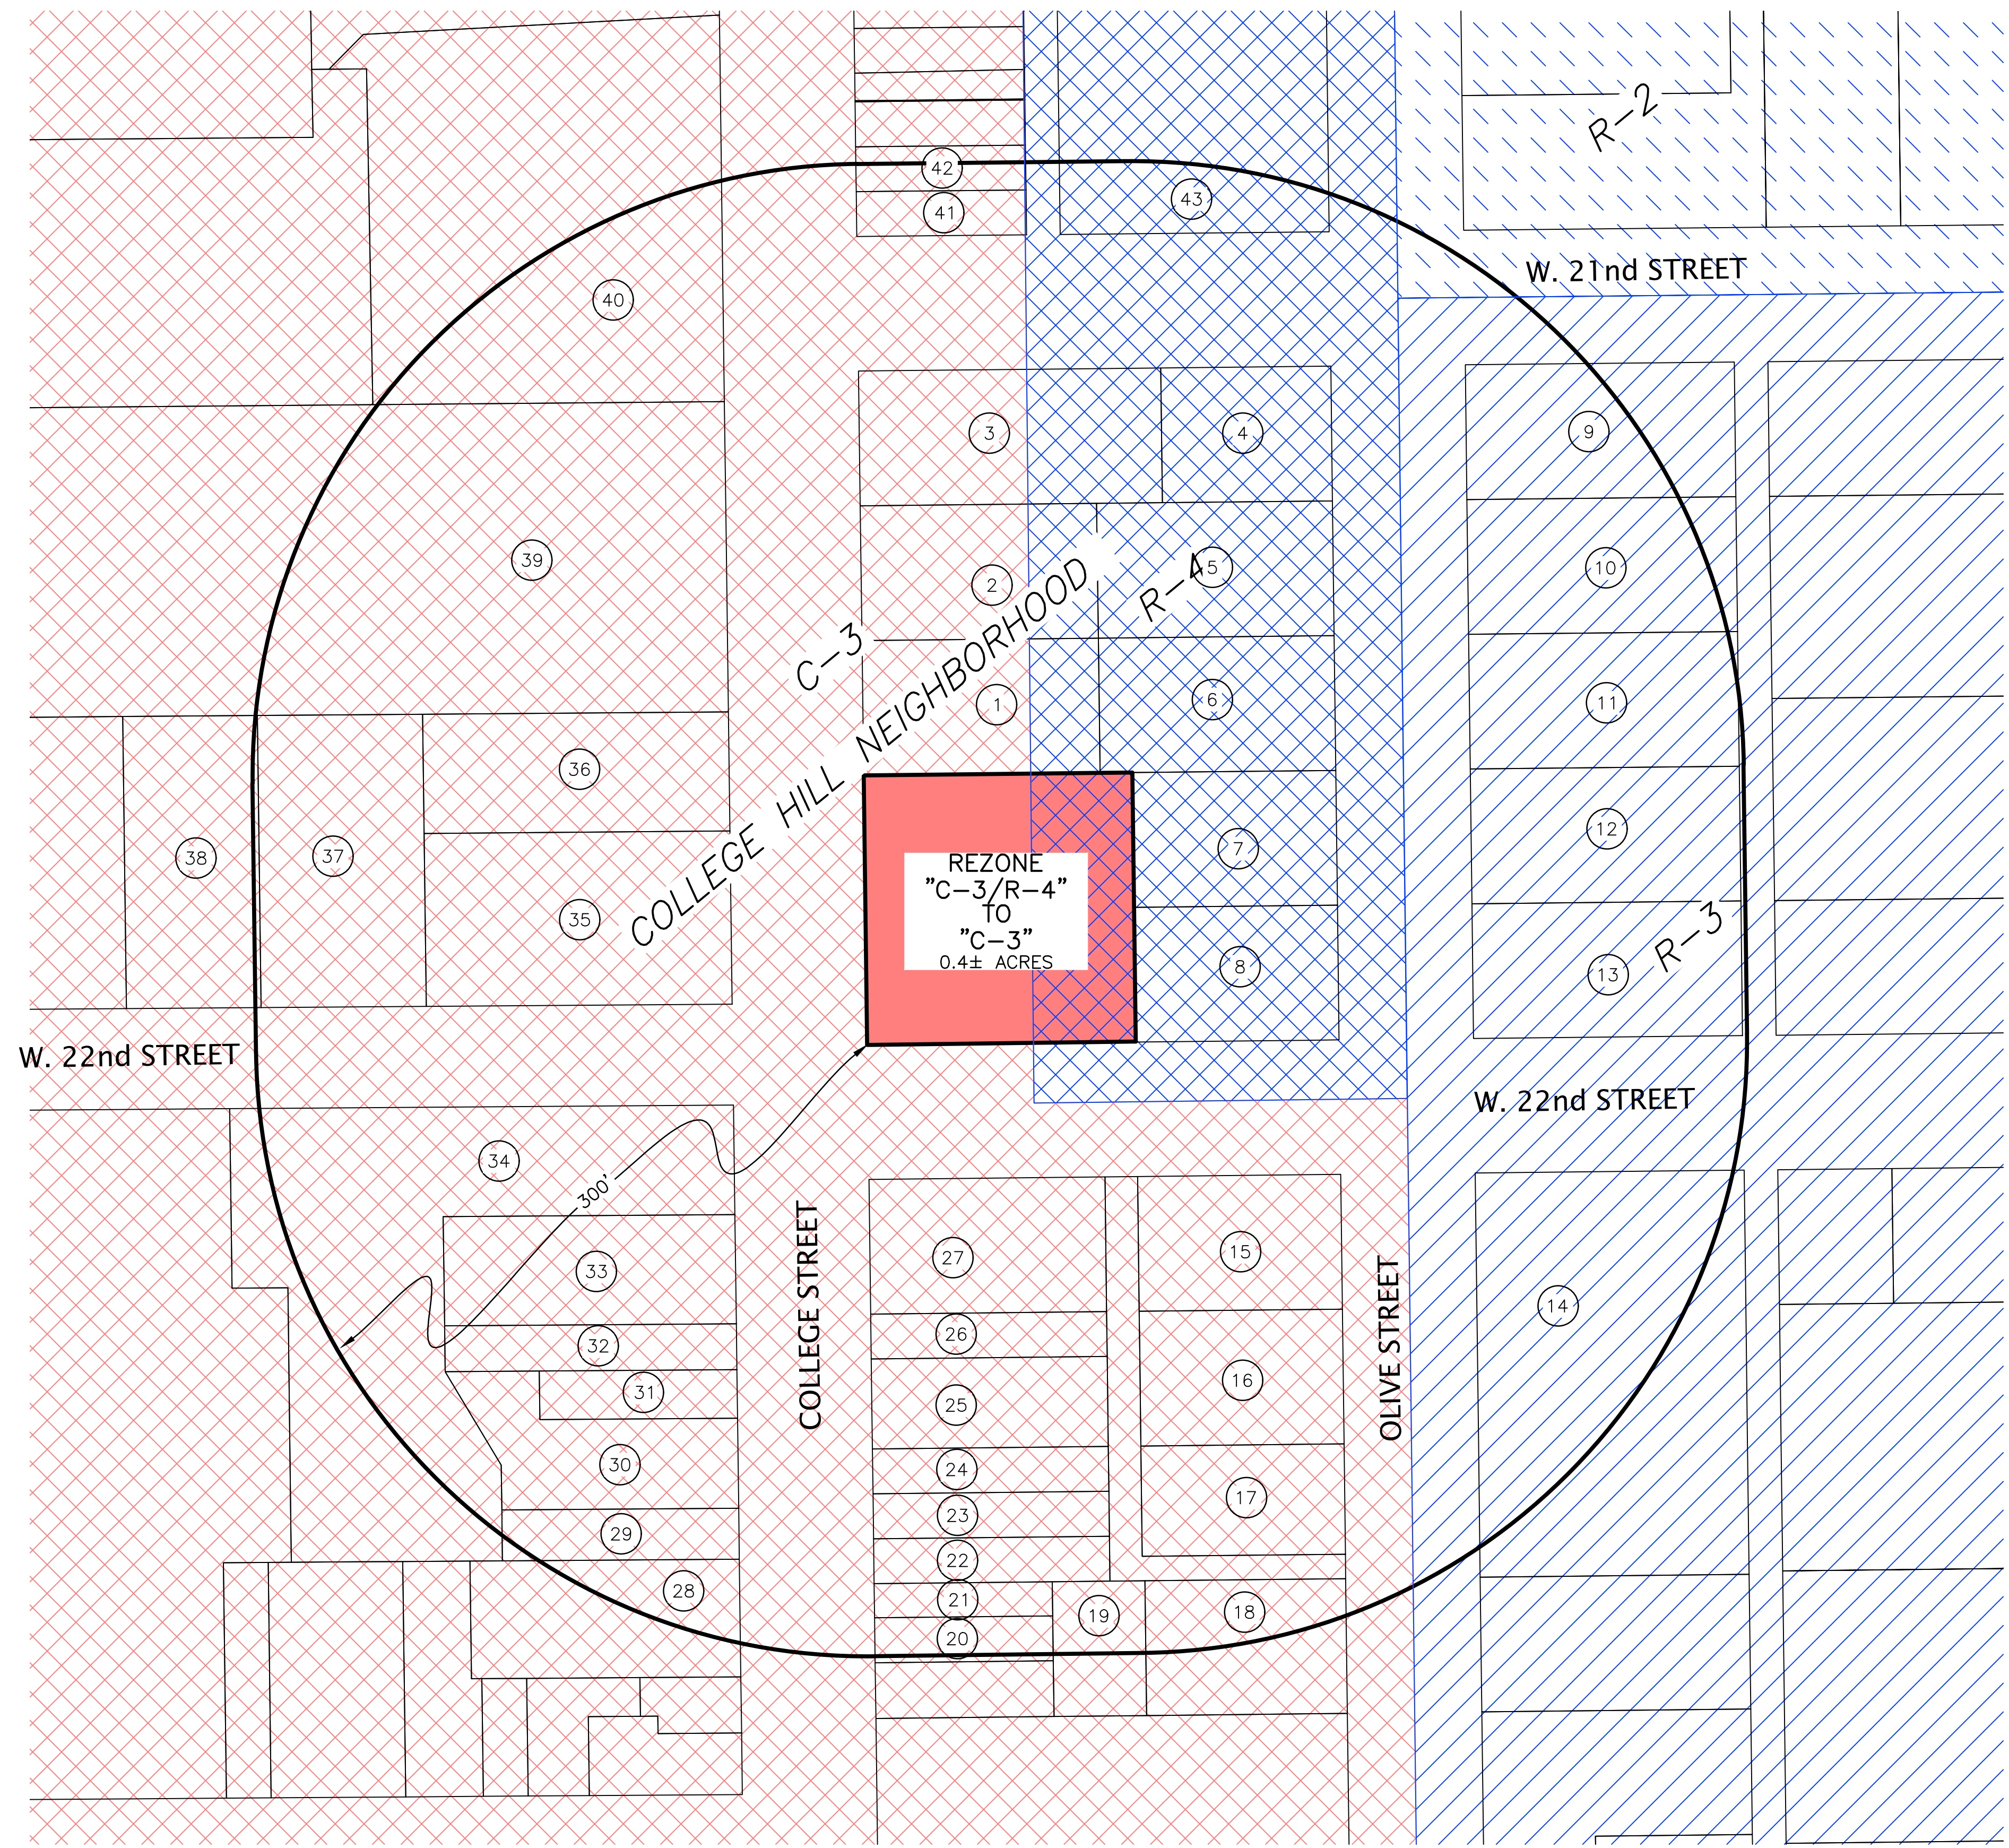 R-2
42
43
41
W. 21nd STREET
40
3
4
9
39
2
5
10
R-4
C-3
COLLEGE HILL NEIGHBORHOOD
1
6
11
36
38
37
7
12
REZONE
"C-3/R-4"
TO
"C-3"
0.4± ACRES
35
8
13
R-3
W. 22nd STREET
W. 22nd STREET
34
300'
COLLEGE STREET
OLIVE STREET
33
27
15
14
32
26
31
25
16
30
24
17
29
23
22
28
21
19
18
20